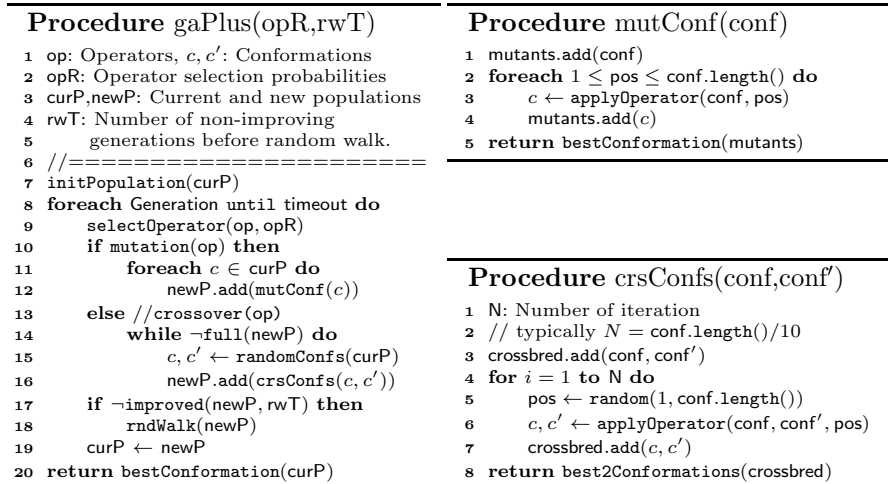 Procedure gaPlus(opR,rwT)
1 op: Operators, c, c′: Conformations
2 opR: Operator selection probabilities
3 curP,newP: Current and new populations
4 rwT: Number of non-improving
5 generations before random walk.
6 //======================
7 initPopulation(curP)
8 foreach Generation until timeout do
9 selectOperator(op, opR)
10 if mutation(op) then
11 foreach c ∈ curP do
12 newP.add(mutConf(c))
13 else //crossover(op)
14 while ¬full(newP) do
15 c, c′ ← randomConfs(curP)
16 newP.add(crsConfs(c, c′))
17 if ¬improved(newP, rwT) then
18 rndWalk(newP)
19 curP ← newP
20 return bestConformation(curP)
Procedure mutConf(conf)
1 mutants.add(conf)
2 foreach 1 ≤ pos ≤ conf.length() do
3 c ← applyOperator(conf, pos)
4 mutants.add(c)
5 return bestConformation(mutants)
Procedure crsConfs(conf,conf′)
1 N: Number of iteration
2 // typically N = conf.length()/10
3 crossbred.add(conf, conf′)
4 for i = 1 to N do
5 pos ← random(1, conf.length())
6 c, c′ ← applyOperator(conf, conf′, pos)
7 crossbred.add(c, c′)
8 return best2Conformations(crossbred)